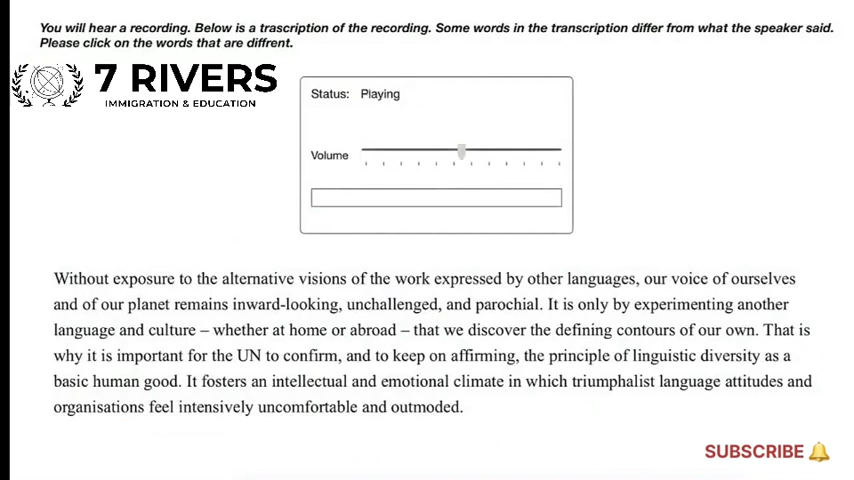 You will hear a recording. Below is a trascription of the recording. Some words in the transcription differ from what the speaker said.
Please click on the words that are diffrent.
7 RIVERS
IMMIGRATION & EDUCATION
Status: Playing
Volume
Without exposure to the alternative visions of the work expressed by other languages, our voice of ourselves
and of our planet remains inward-looking, unchallenged, and parochial. It is only by experimenting another
language and culture – whether at home or abroad – that we discover the defining contours of our own. That is
why it is important for the UN to confirm, and to keep on affirming, the principle of linguistic diversity as a
basic human good. It fosters an intellectual and emotional climate in which triumphalist language attitudes and
organisations feel intensively uncomfortable and outmoded.
SUBSCRIBE